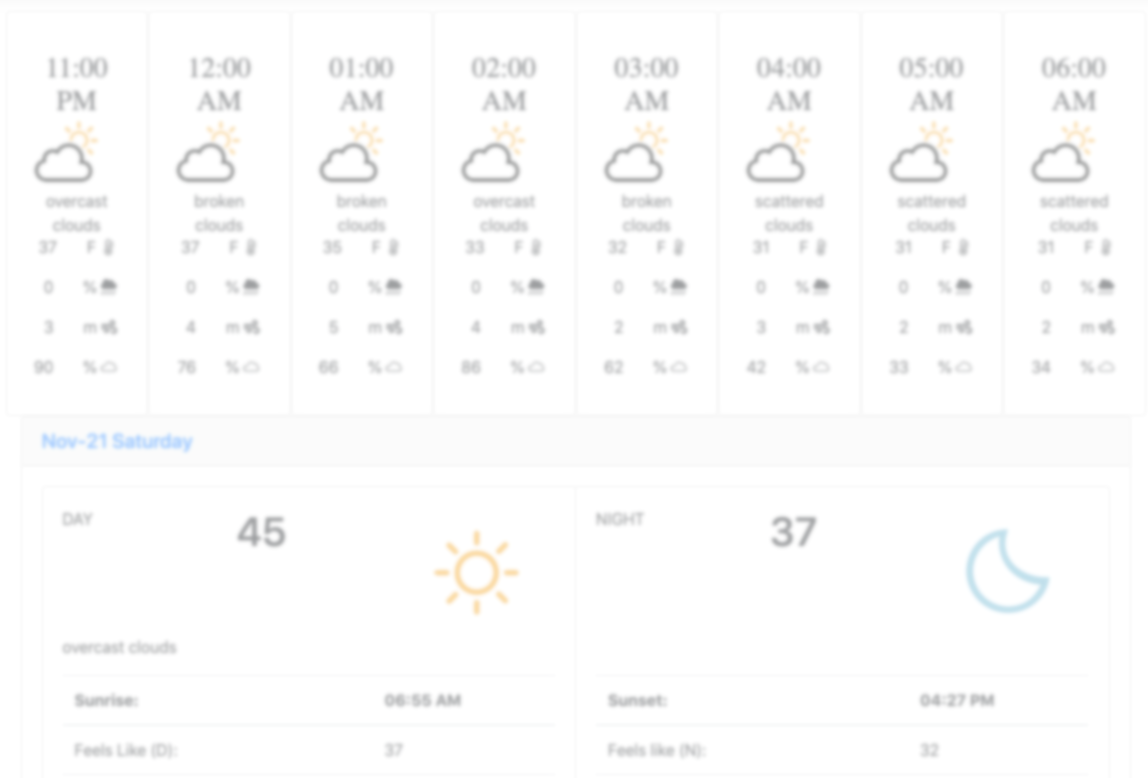 11:00 PM 12:00 AM 01:00 AM 02:00 AM 03:00 AM 04:00 AM 05:00 AM 06:00 AM
overcast clouds broken clouds broken clouds overcast clouds broken clouds scattered clouds scattered clouds scattered clouds
37 F 37 F 35 F 33 F 32 F 31 F 31 F 31 F
0 % 0 % 0 % 0 % 0 % 0 % 0 % 0 %
3 m 4 m 5 m 4 m 2 m 3 m 2 m 2 m
90 % 76 % 66 % 86 % 62 % 42 % 33 % 34 %
Nov-21 Saturday
DAY 45 NIGHT 37
overcast clouds
Sunrise: 06:55 AM Sunset: 04:27 PM
Feels Like (D): 37 Feels like (N): 32